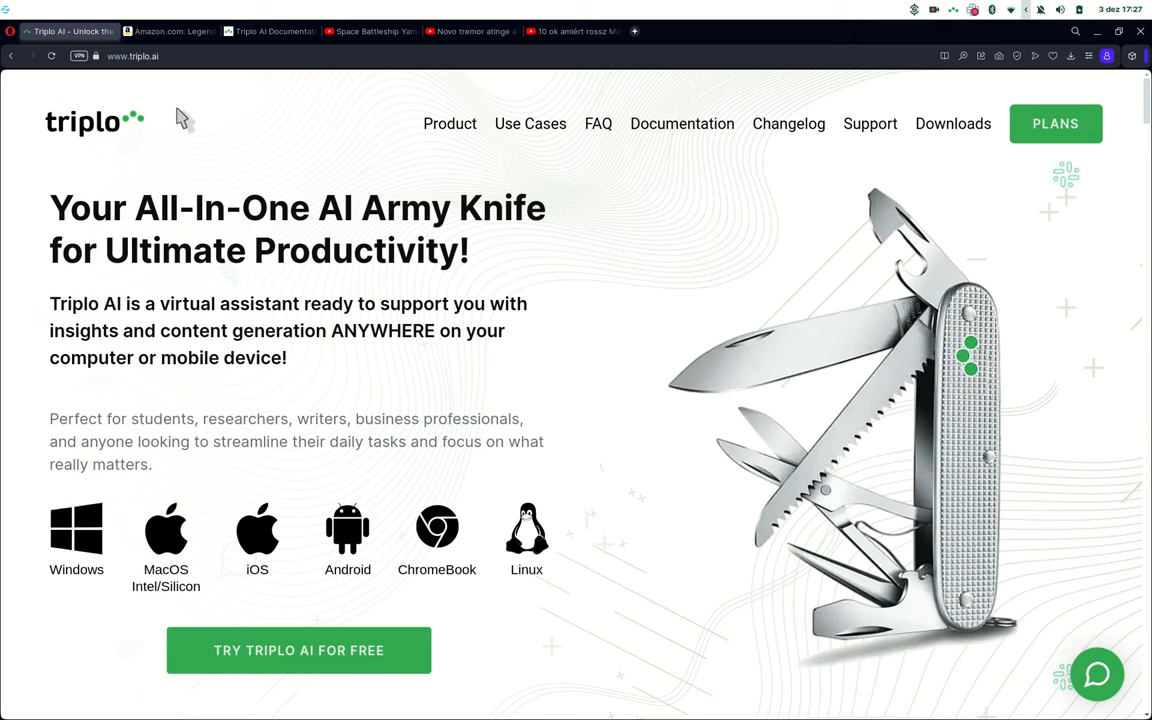 3 dez 17:27
Triplo AI - Unlock the
Amazon.com: Legend
Triplo AI Documentati
Space Battleship Yam
Novo tremor atinge a
10 ok amiért rossz Ma
VPN
www.triplo.ai
triplo
Product
Use Cases
FAQ
Documentation
Changelog
Support
Downloads
PLANS
Your All-In-One AI Army Knife
for Ultimate Productivity!
Triplo AI is a virtual assistant ready to support you with
insights and content generation ANYWHERE on your
computer or mobile device!
Perfect for students, researchers, writers, business professionals,
and anyone looking to streamline their daily tasks and focus on what
really matters.
Windows
MacOS
Intel/Silicon
iOS
Android
ChromeBook
Linux
TRY TRIPLO AI FOR FREE